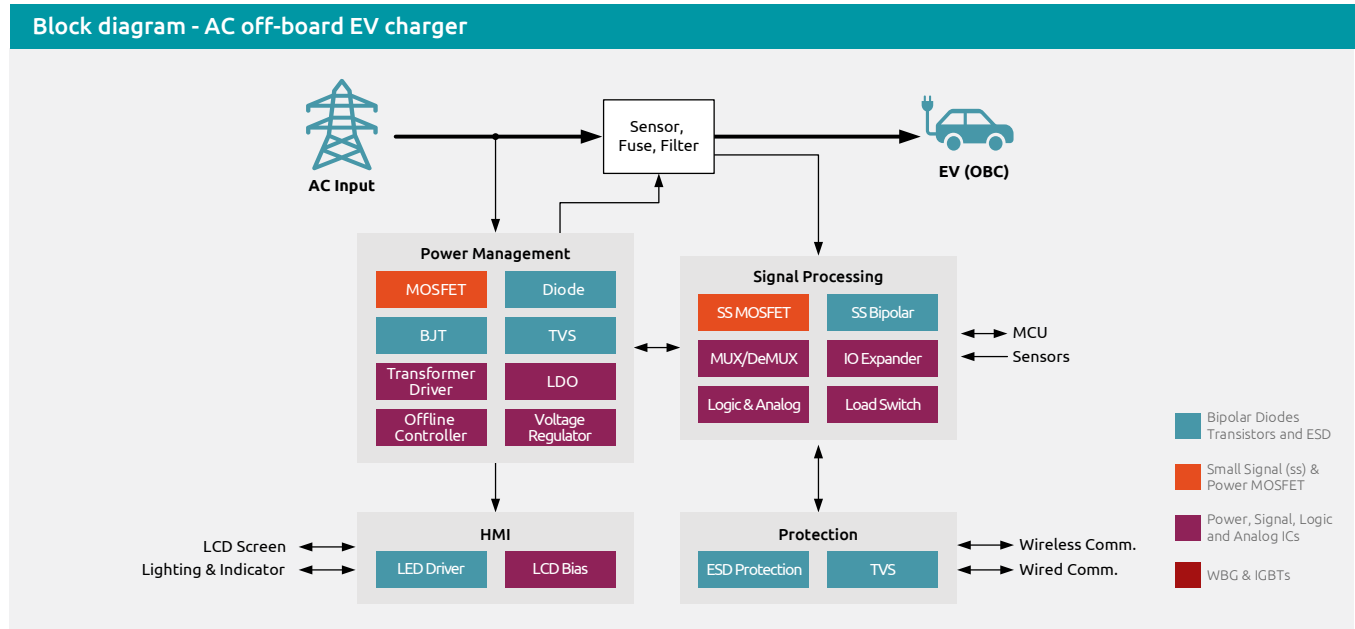 Block diagram - AC off-board EV charger
AC Input
Sensor,
Fuse, Filter
EV (OBC)
Power Management
MOSFET
Diode
BJT
TVS
Transformer
Driver
LDO
Offline
Controller
Voltage
Regulator
Signal Processing
SS MOSFET
SS Bipolar
MUX/DeMUX
IO Expander
Logic & Analog
Load Switch
MCU
Sensors
HMI
LED Driver
LCD Bias
LCD Screen
Lighting & Indicator
Protection
ESD Protection
TVS
Wireless Comm.
Wired Comm.
Bipolar Diodes
Transistors and ESD
Small Signal (ss) &
Power MOSFET
Power, Signal, Logic
and Analog ICs
WBG & IGBTs